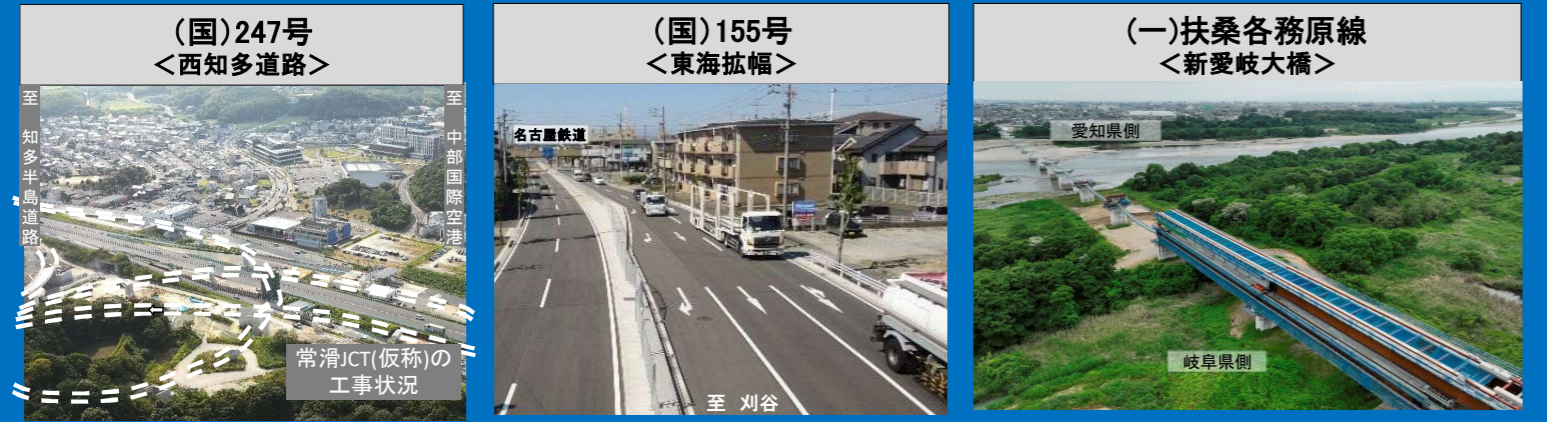 (国)247号
<西知多道路>
至 知多半島道路
至 中部国際空港
常滑JCT(仮称)の
工事状況
(国)155号
<東海拡幅>
名古屋鉄道
至 刈谷
(一)扶桑各務原線
<新愛岐大橋>
愛知県側
岐阜県側